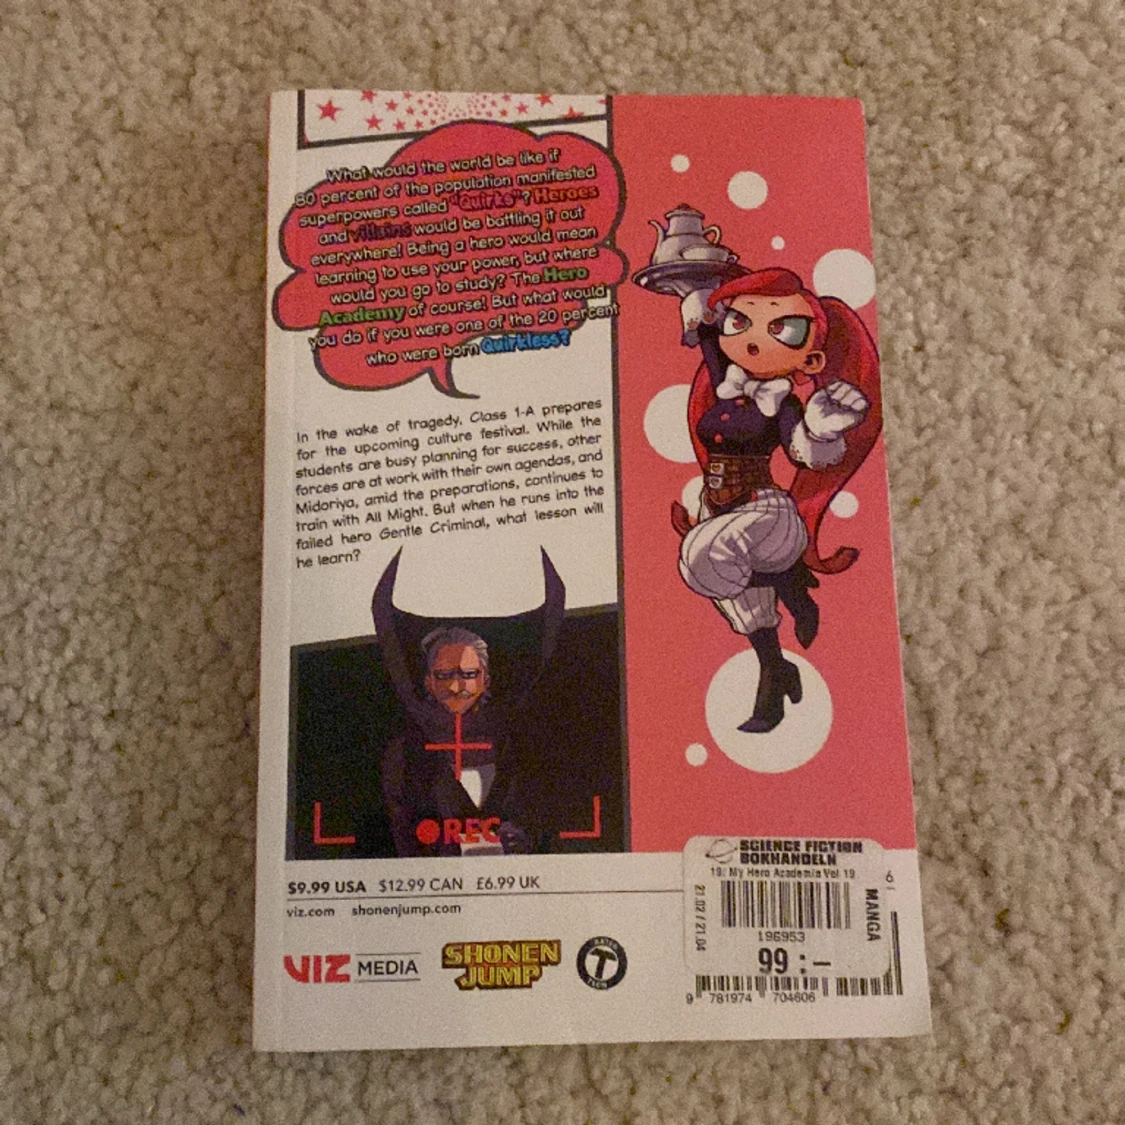 What would the world be like if
80 percent of the population manifested
superpowers called "Quirks"? Heroes
and villains would be battling it out
everywhere! Being a hero would mean
learning to use your power, but where
would you go to study? The Hero
Academy of course! But what would
you do if you were one of the 20 percent
who were born Quirkless?
In the wake of tragedy, Class 1-A prepares
for the upcoming culture festival. While the
students are busy planning for success, other
forces are at work with their own agendas, and
Midoriya, amid the preparations, continues to
train with All Might. But when he runs into the
failed hero Gentle Criminal, what lesson will
he learn?
REC
$9.99 USA $12.99 CAN £6.99 UK
viz.com shonenjump.com
VIZ MEDIA
SHONEN
JUMP
RATED
T
TEEN
SCIENCE FICTION
BOKHANDELN
19: My Hero Academia Vol 19
21.02 / 21.04
MANGA
196953
99 :-
9 781974 704606
6